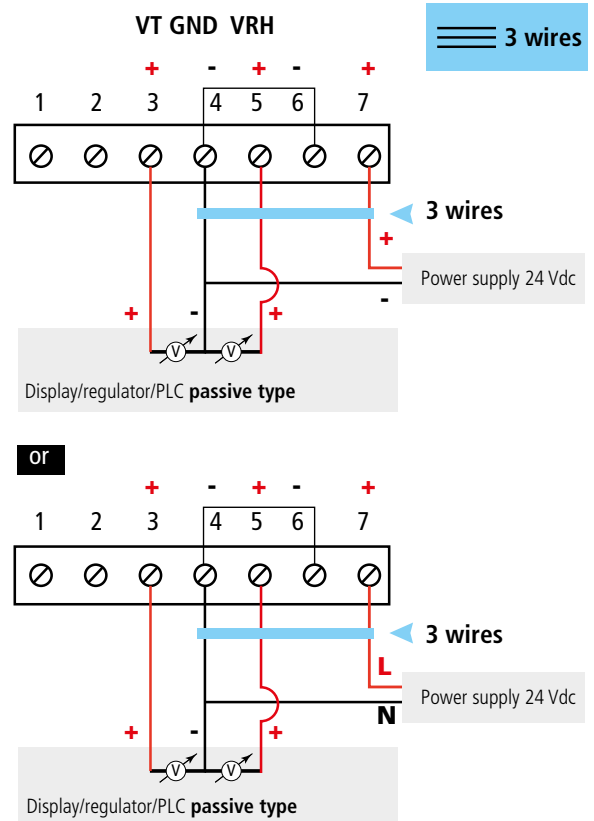 VT GND VRH
3 wires
+ - + - +
1 2 3 4 5 6 7
3 wires
+
Power supply 24 Vdc
-
+ - +
V V
Display/regulator/PLC passive type
or
+ - + - +
1 2 3 4 5 6 7
3 wires
L
Power supply 24 Vdc
N
+ - +
V V
Display/regulator/PLC passive type